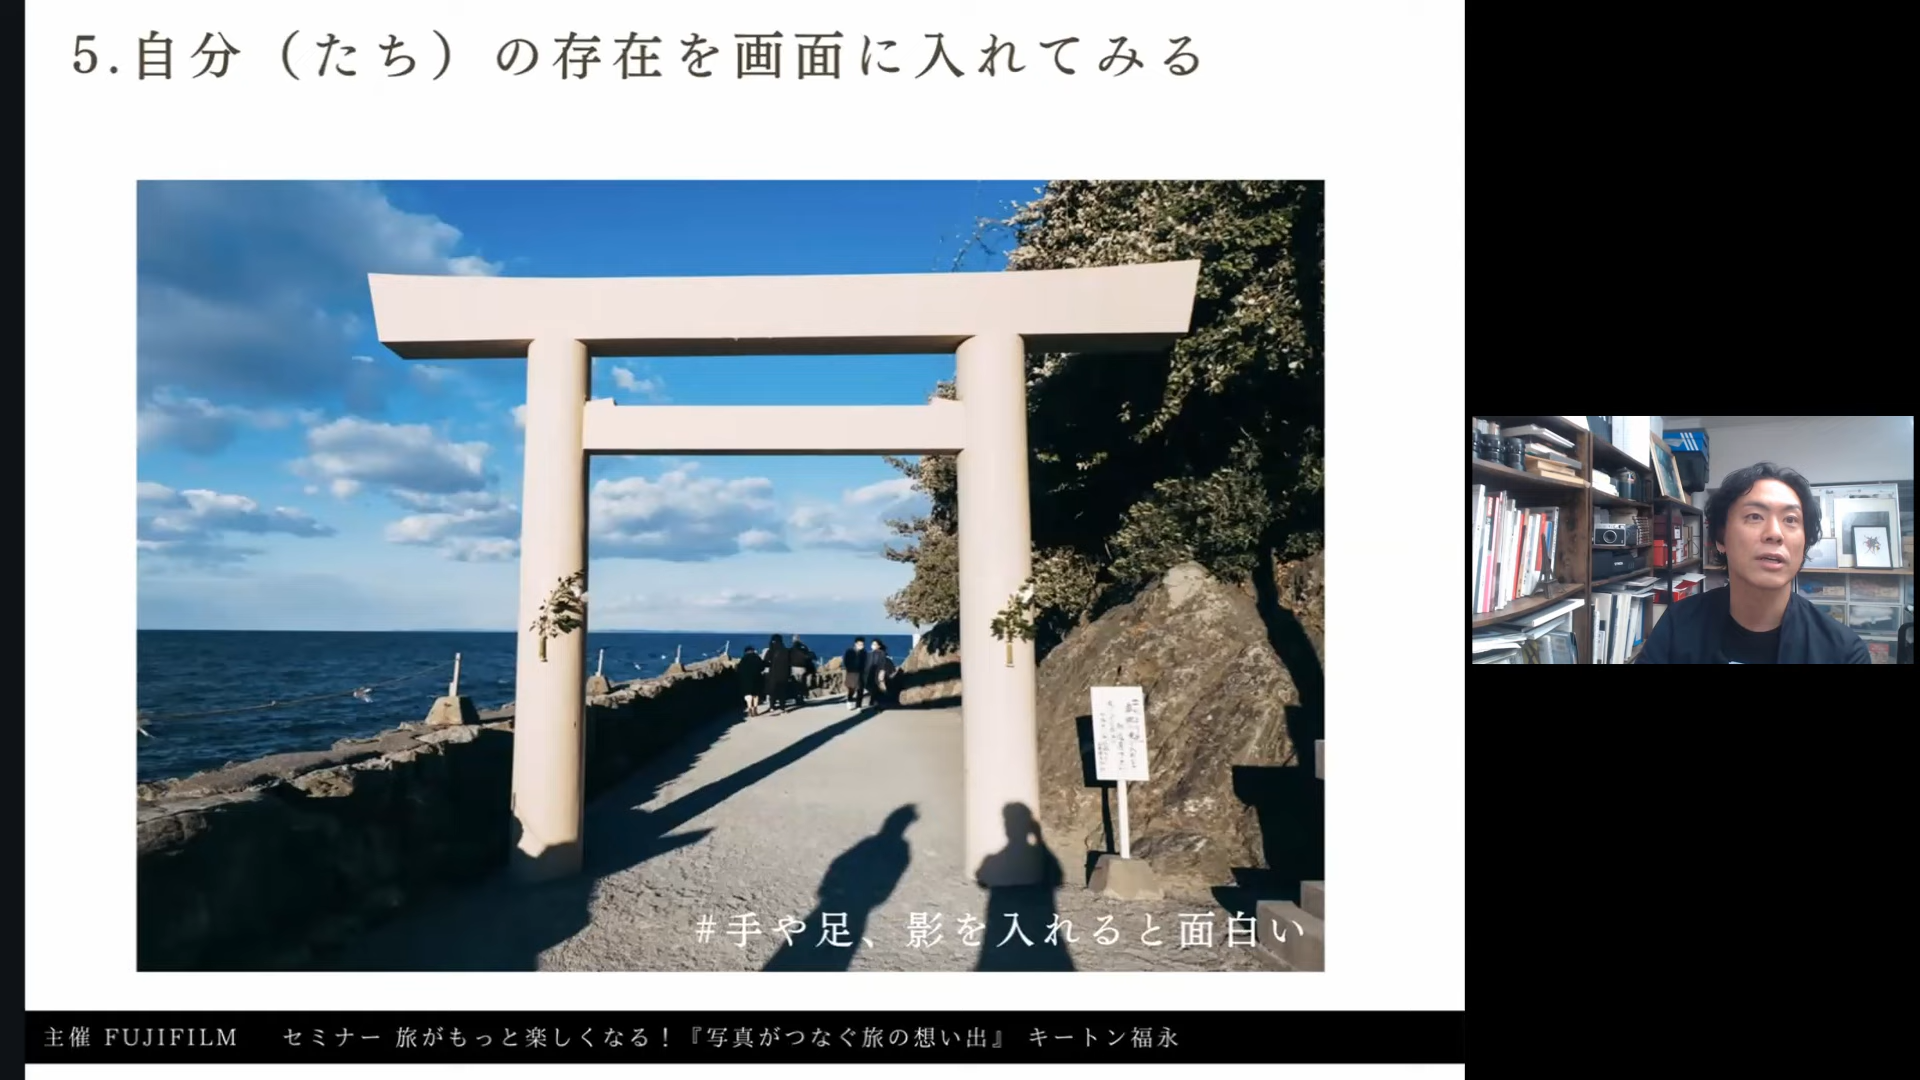 5.自分（たち）の存在を画面に入れてみる
#手や足、影を入れると面白い
主催 FUJIFILM　セミナー 旅がもっと楽しくなる！『写真がつなぐ旅の想い出』 キートン福永